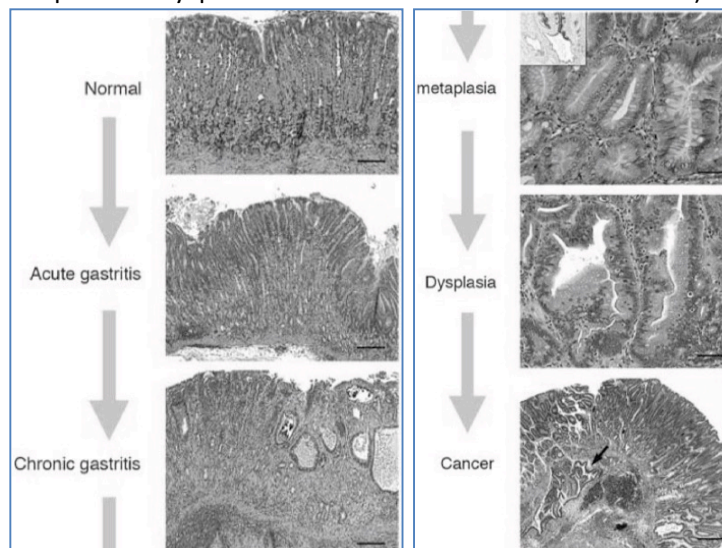 Normal
Acute gastritis
Chronic gastritis
metaplasia
Dysplasia
Cancer